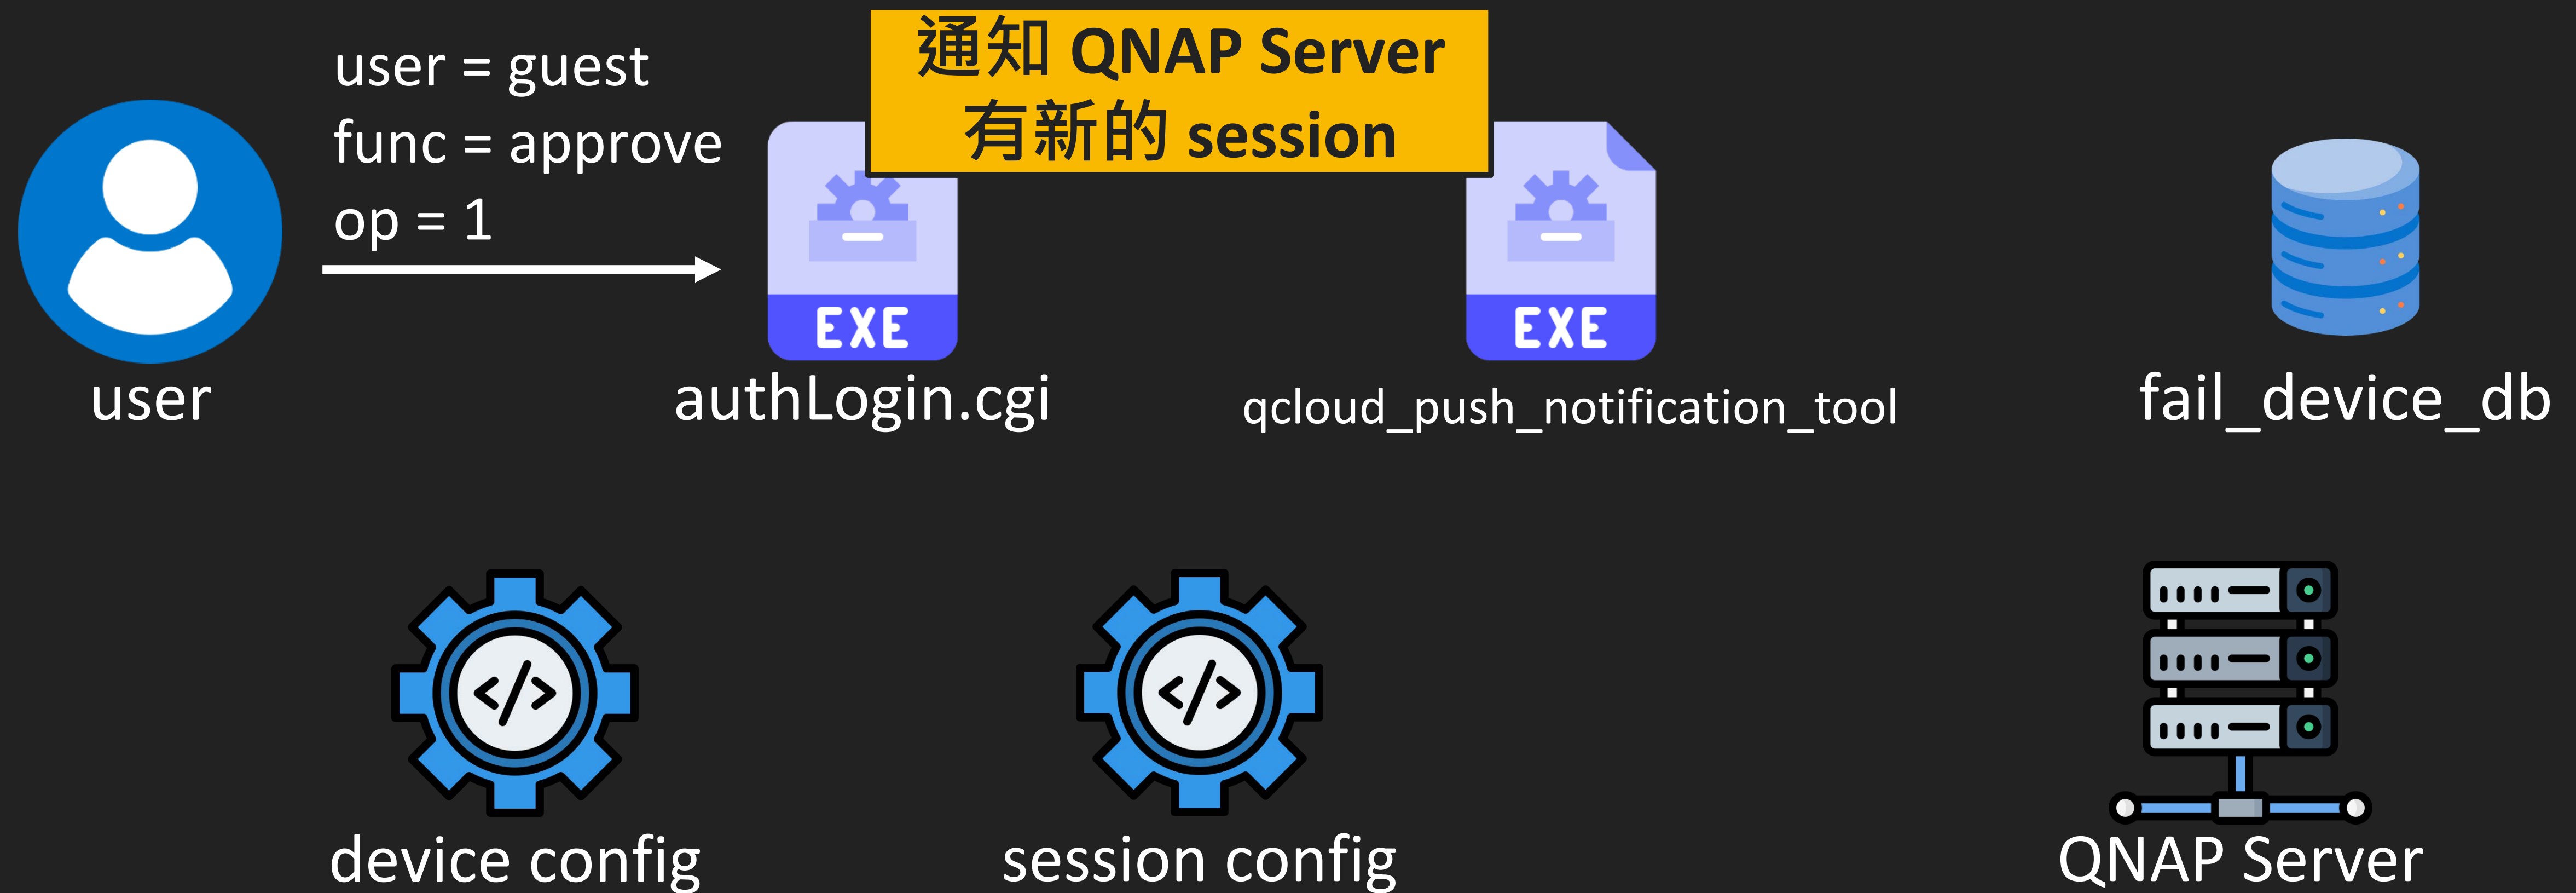 通知 QNAP Server
有新的 session
user = guest
func = approve
op = 1
EXE
EXE
user
authLogin.cgi
qcloud_push_notification_tool
fail_device_db
</>
</>
device config
session config
QNAP Server